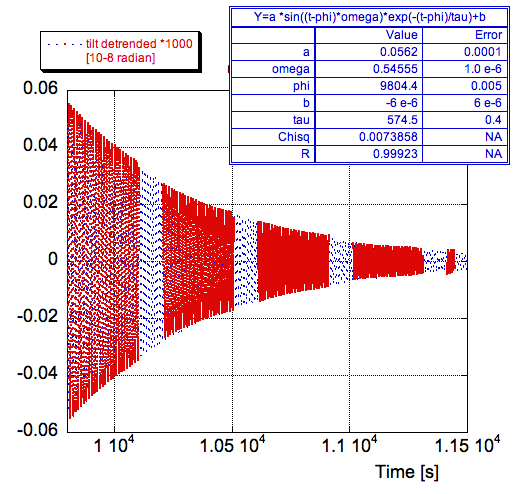 Y=a *sin((t-phi)*omega)*exp(-(t-phi)/tau)+b
Value Error
a 0.0562 0.0001
omega 0.54555 1.0 e-6
phi 9804.4 0.005
b -6 e-6 6 e-6
tau 574.5 0.4
Chisq 0.0073858 NA
R 0.99923 NA
tilt detrended *1000
[10-8 radian]
0.06
0.04
0.02
0
-0.02
-0.04
-0.06
1 10⁴ 1.05 10⁴ 1.1 10⁴ 1.15 10⁴
Time [s]